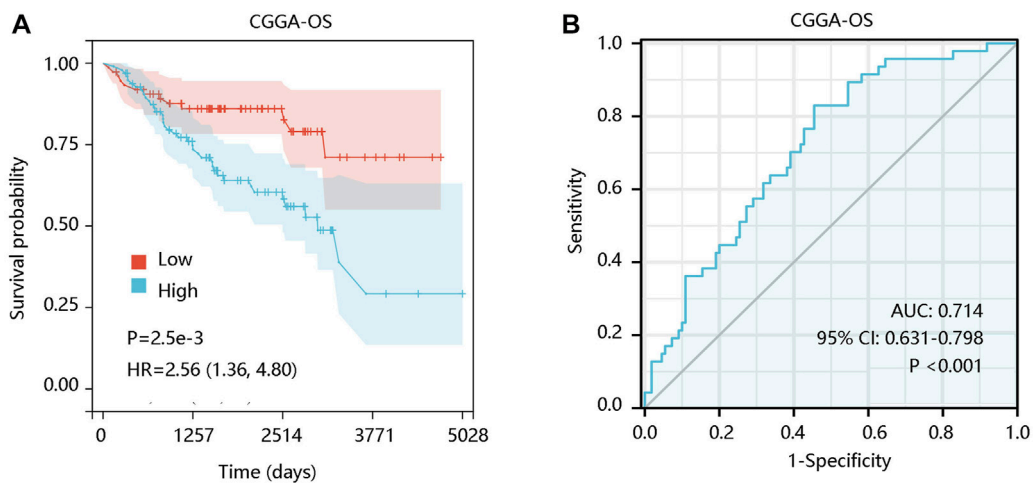 A
CGGA-OS
Survival probability
1.00
0.75
0.50
0.25
0.00
Low
High
P=2.5e-3
HR=2.56 (1.36, 4.80)
0
1257
2514
3771
5028
Time (days)
B
CGGA-OS
Sensitivity
1.0
0.8
0.6
0.4
0.2
0.0
AUC: 0.714
95% CI: 0.631-0.798
P <0.001
0.0
0.2
0.4
0.6
0.8
1.0
1-Specificity